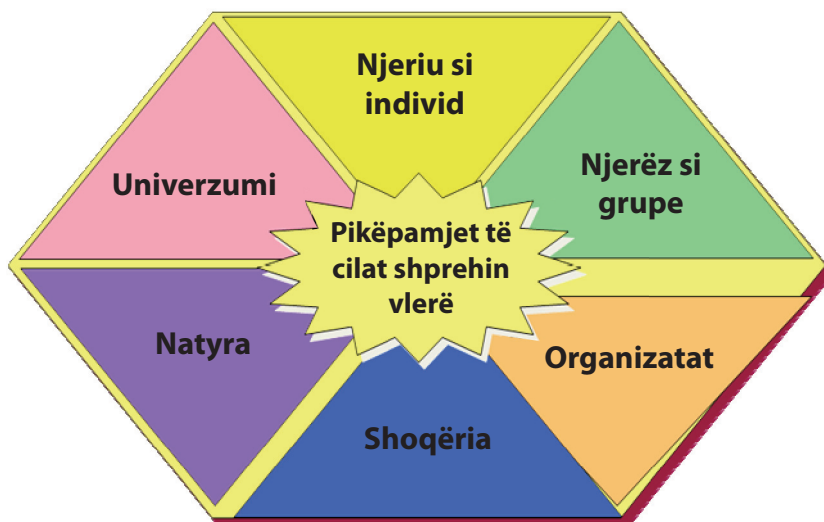 Njeriu si
individ
Univerzumi
Njerëz si
grupe
Pikëpamjet të
cilat shprehin
vlerë
Natyra
Organizatat
Shoqëria